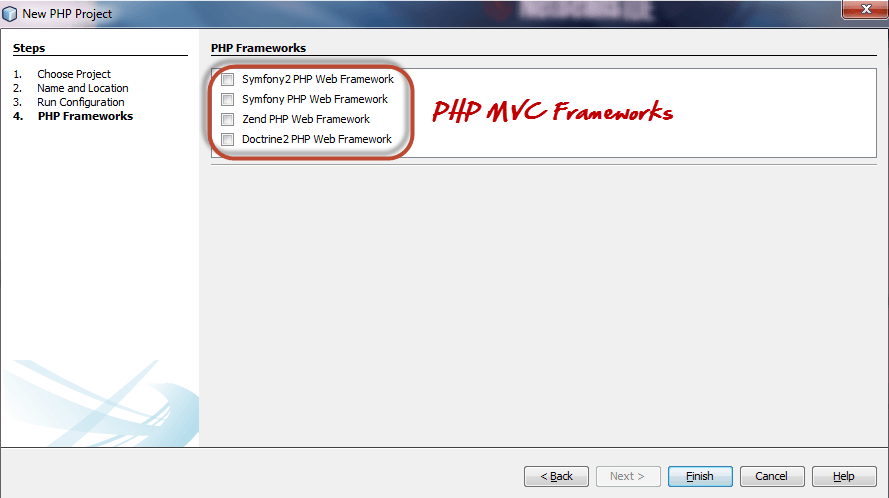 New PHP Project
Steps
1. Choose Project
2. Name and Location
3. Run Configuration
4. PHP Frameworks
PHP Frameworks
Symfony2 PHP Web Framework
Symfony PHP Web Framework
Zend PHP Web Framework
Doctrine2 PHP Web Framework
PHP MVC Frameworks
< Back
Next >
Finish
Cancel
Help